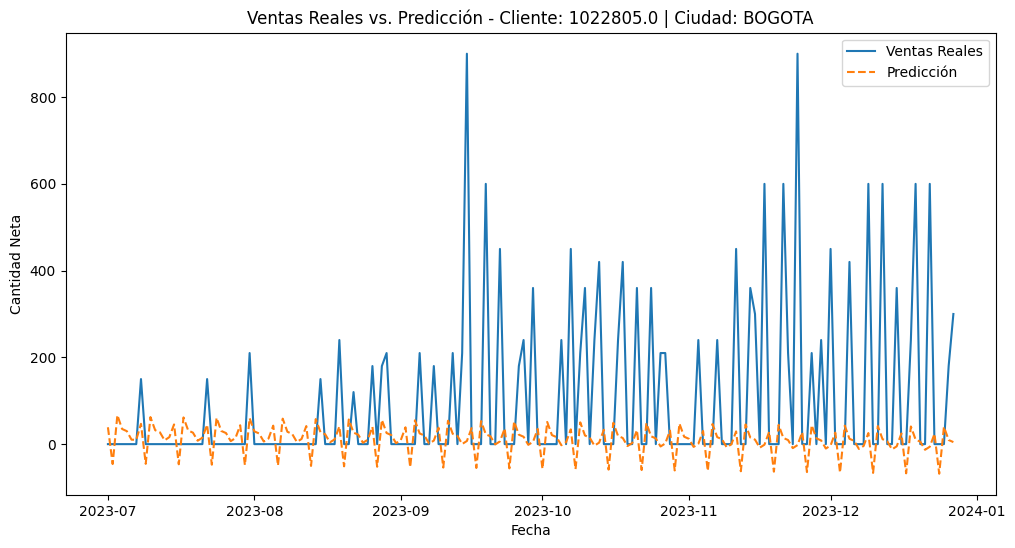 Ventas Reales vs. Predicción - Cliente: 1022805.0 | Ciudad: BOGOTA
Ventas Reales
Predicción
Cantidad Neta
800
600
400
200
0
2023-07
2023-08
2023-09
2023-10
2023-11
2023-12
2024-01
Fecha